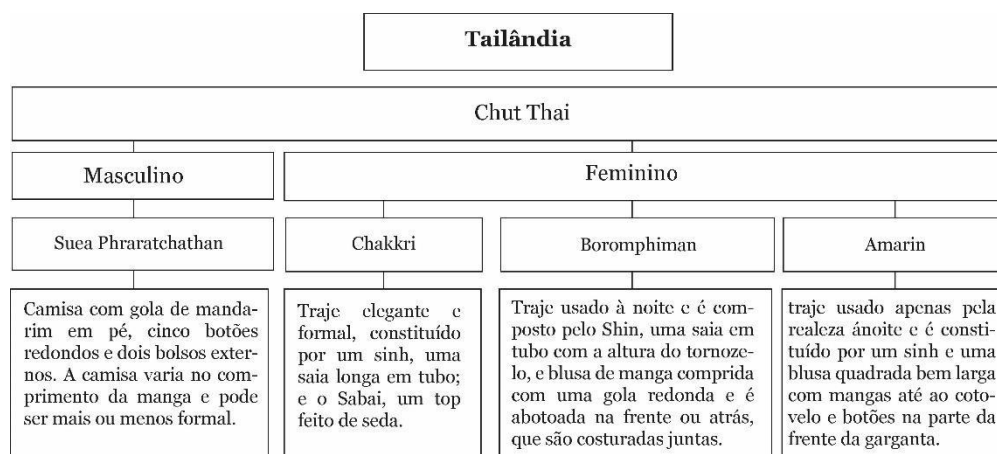 Tailândia
Chut Thai
Masculino
Feminino
Suea Phraratchathan
Chakkri
Boromphiman
Amarin
Camisa com gola de manda-
rim em pé, cinco botões
redondos e dois bolsos exter-
nos. A camisa varia no com-
primento da manga e pode
ser mais ou menos formal.
Traje elegante e
formal, constituído
por um sinh, uma
saia longa em tubo;
e o Sabai, um top
feito de seda.
Traje usado à noite e é com-
posto pelo Shin, uma saia em
tubo com a altura do tornoze-
lo, e blusa de manga comprida
com uma gola redonda e é
abotoada na frente ou atrás,
que são costuradas juntas.
traje usado apenas pela
realeza ánoite e é consti-
tuído por um sinh e uma
blusa quadrada bem larga
com mangas até ao coto-
velo e botões na parte da
frente da garganta.